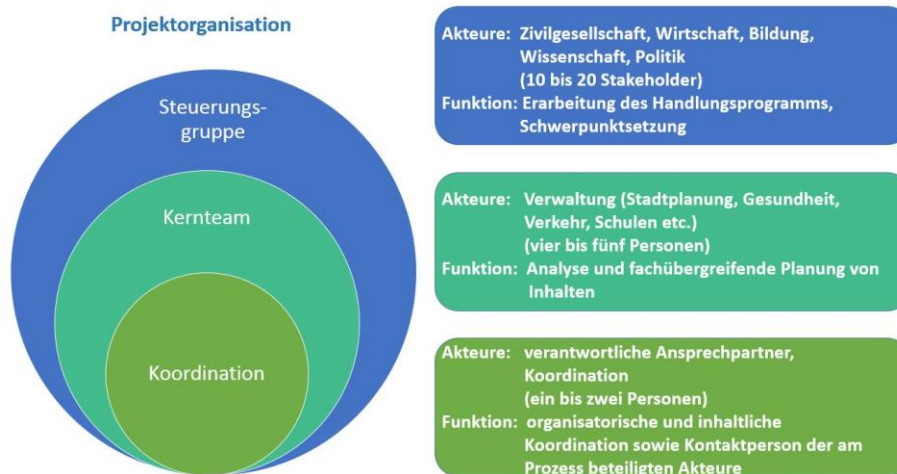 Projektorganisation
Steuerungs-
gruppe
Kernteam
Koordination
Akteure: Zivilgesellschaft, Wirtschaft, Bildung,
Wissenschaft, Politik
(10 bis 20 Stakeholder)
Funktion: Erarbeitung des Handlungsprogramms,
Schwerpunktsetzung
Akteure: Verwaltung (Stadtplanung, Gesundheit,
Verkehr, Schulen etc.)
(vier bis fünf Personen)
Funktion: Analyse und fachübergreifende Planung von
Inhalten
Akteure: verantwortliche Ansprechpartner,
Koordination
(ein bis zwei Personen)
Funktion: organisatorische und inhaltliche
Koordination sowie Kontaktperson der am
Prozess beteiligten Akteure